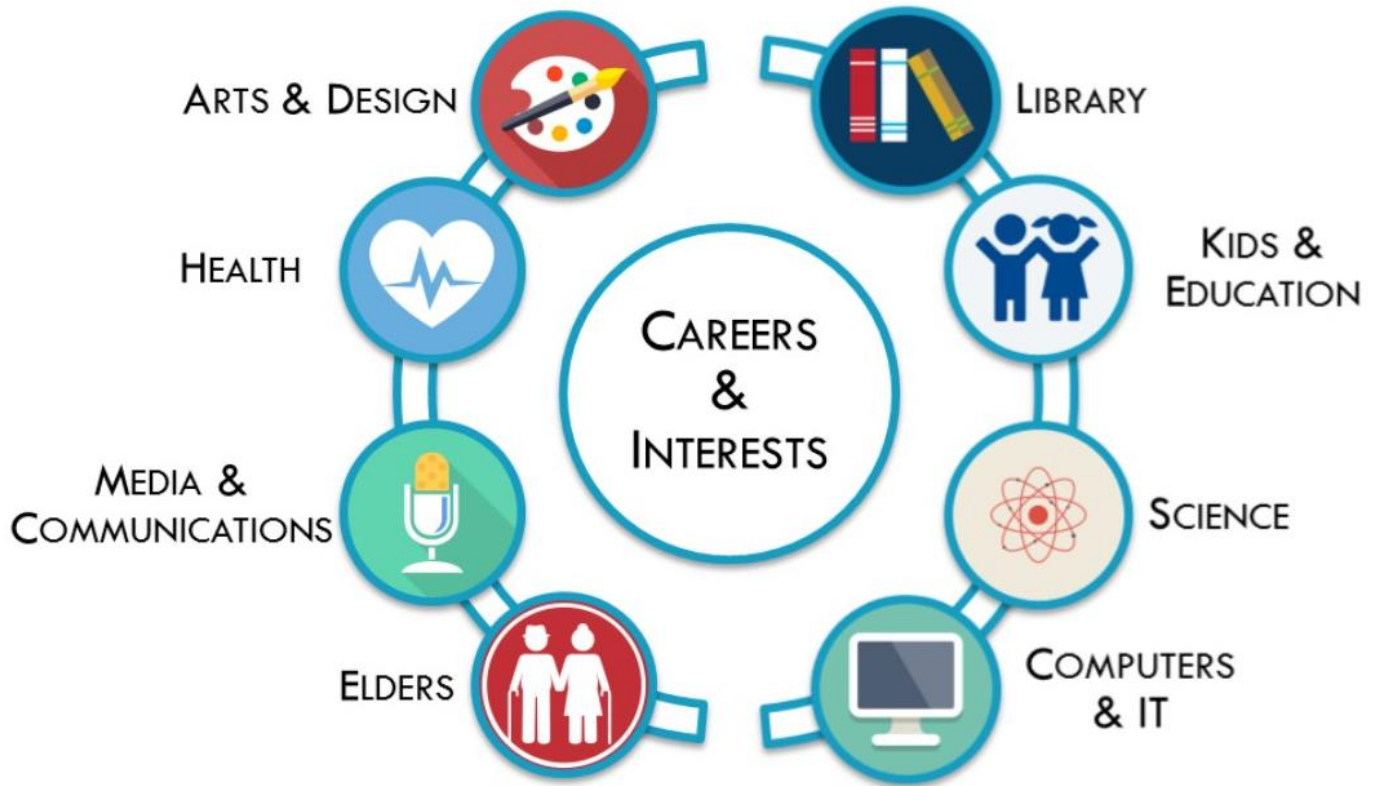 ARTS & DESIGN
HEALTH
MEDIA &
COMMUNICATIONS
ELDERS
CAREERS
&
INTERESTS
LIBRARY
KIDS &
EDUCATION
SCIENCE
COMPUTERS
& IT